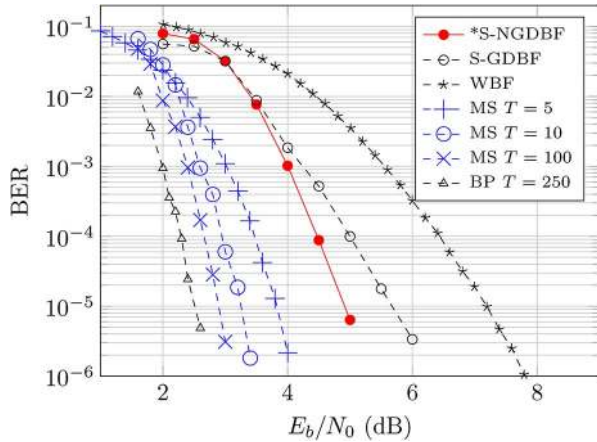 10⁻¹
10⁻²
10⁻³
10⁻⁴
10⁻⁵
10⁻⁶
BER
*S-NGDBF
S-GDBF
WBF
MS T = 5
MS T = 10
MS T = 100
BP T = 250
2 4 6 8
E_b/N_0 (dB)